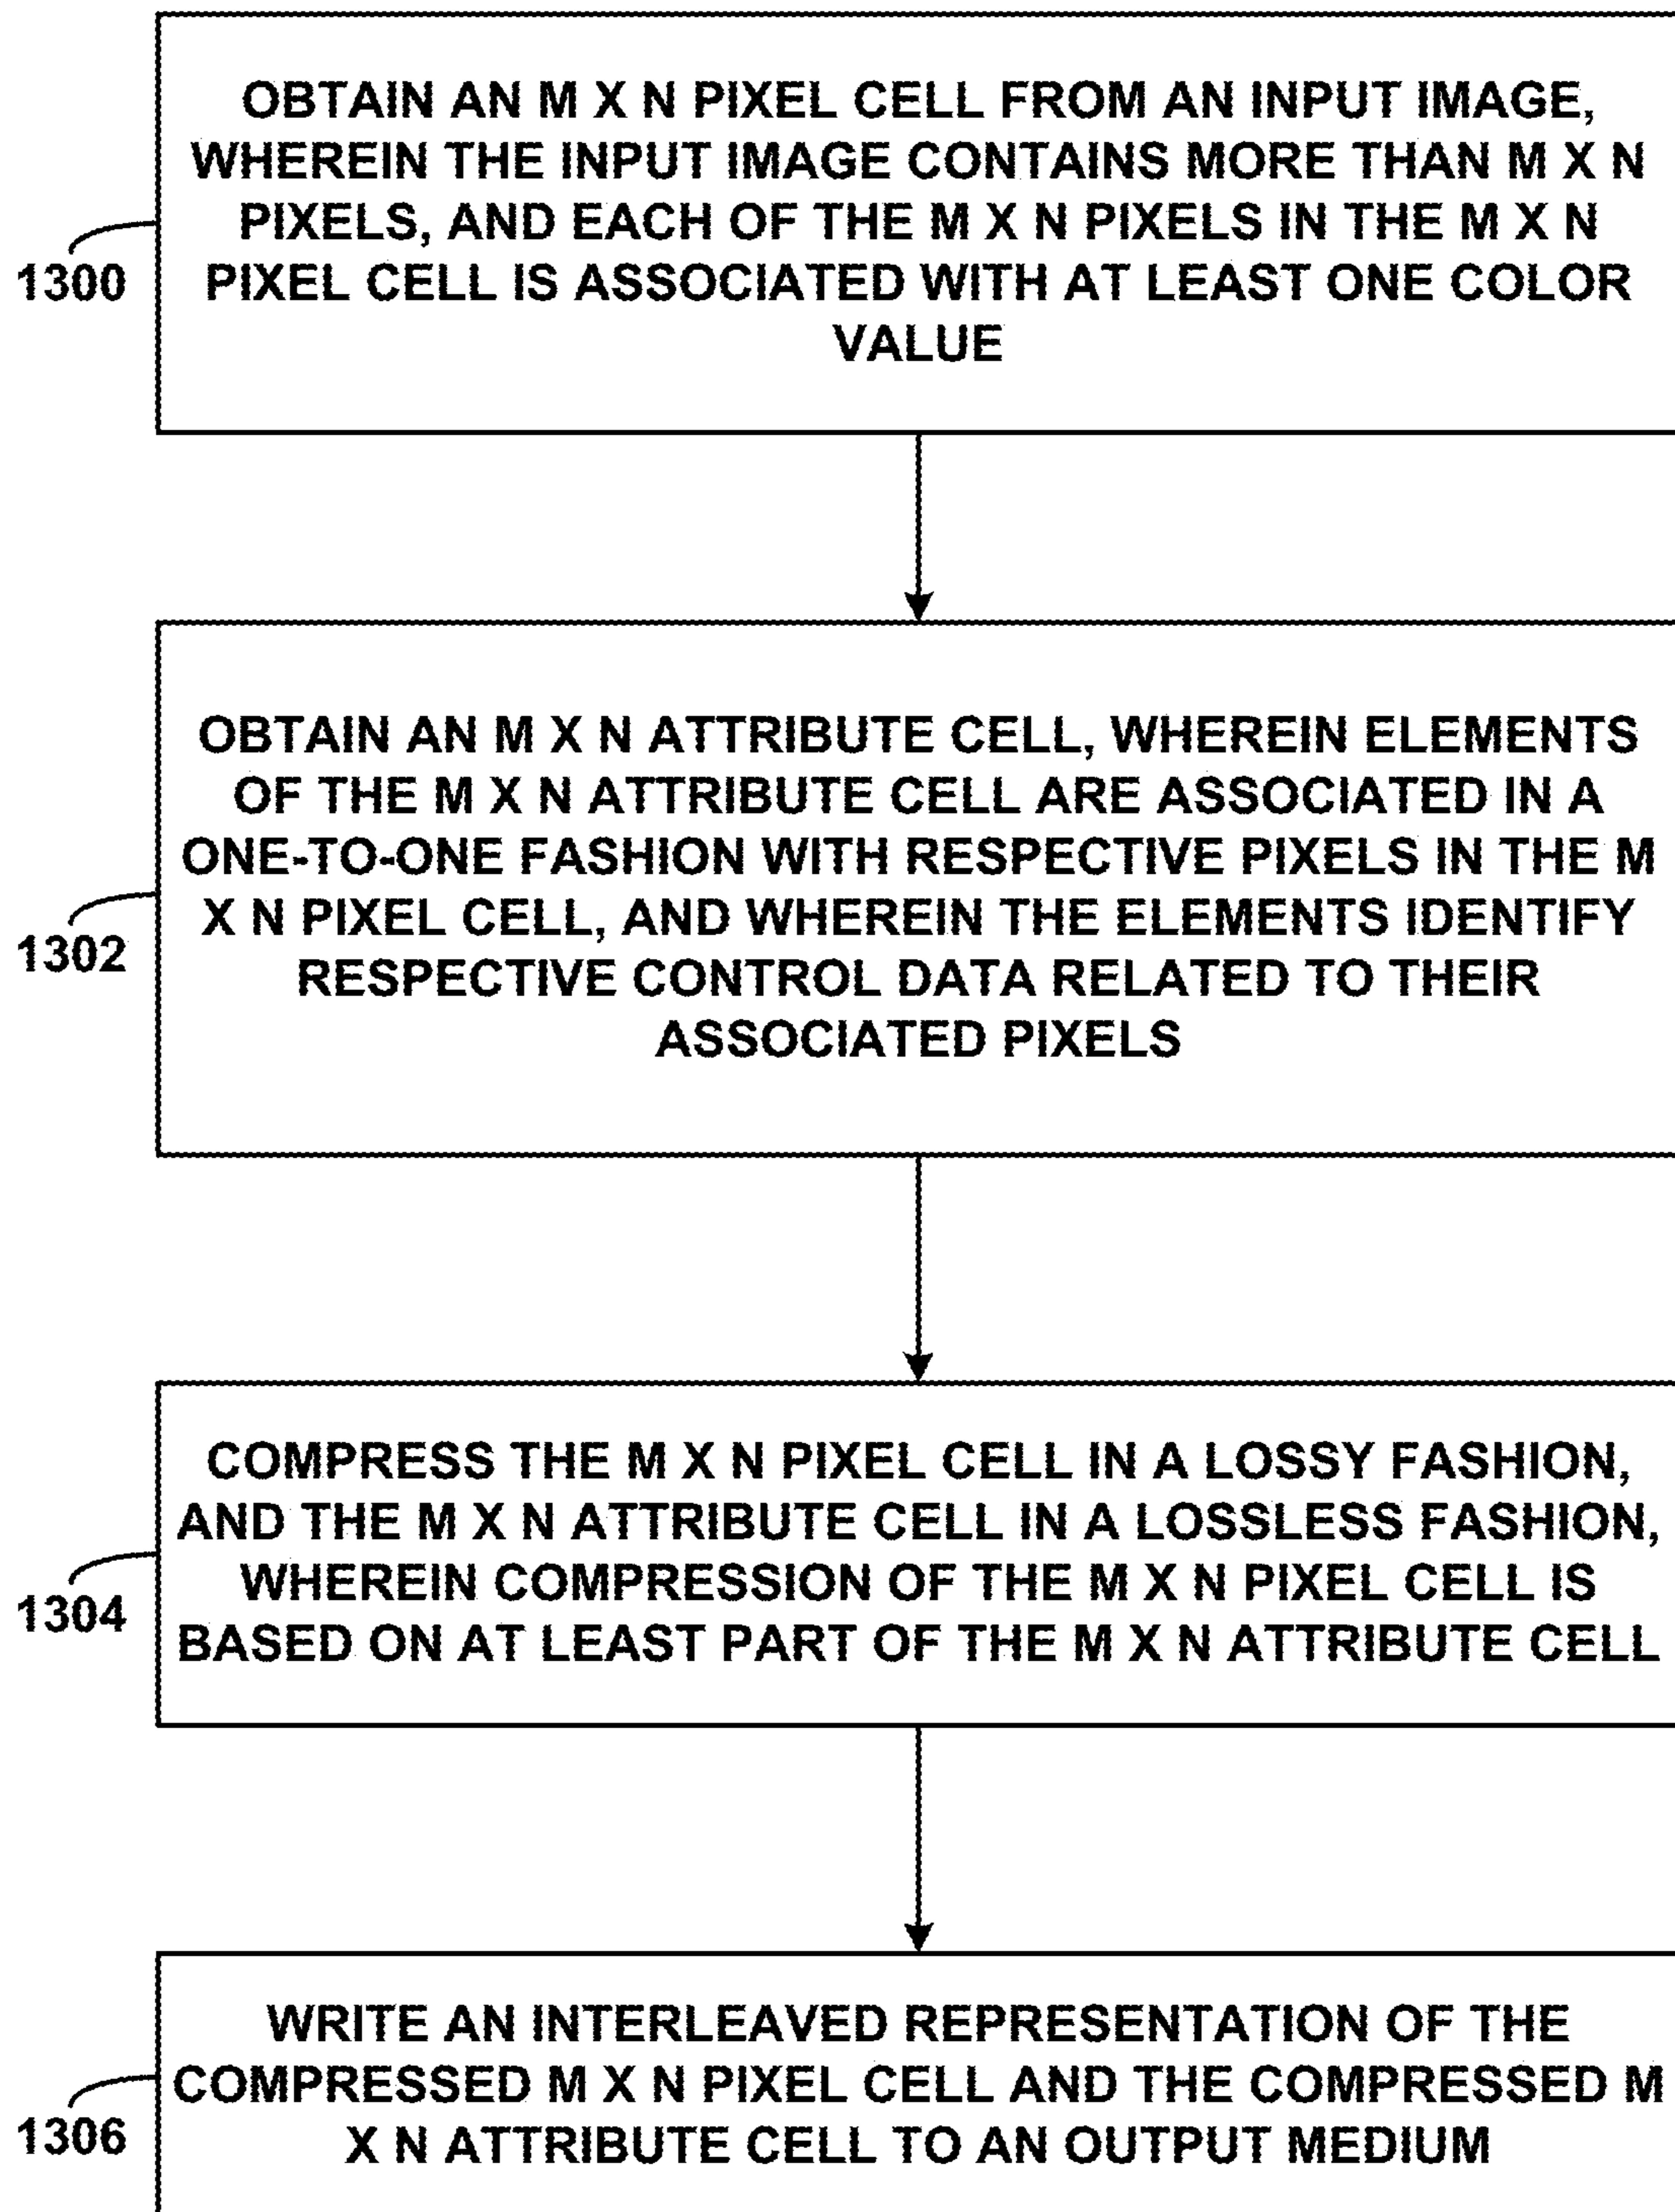 OBTAIN AN M X N PIXEL CELL FROM AN INPUT IMAGE,
WHEREIN THE INPUT IMAGE CONTAINS MORE THAN M X N
PIXELS, AND EACH OF THE M X N PIXELS IN THE M X N
PIXEL CELL IS ASSOCIATED WITH AT LEAST ONE COLOR
VALUE
1300
OBTAIN AN M X N ATTRIBUTE CELL, WHEREIN ELEMENTS
OF THE M X N ATTRIBUTE CELL ARE ASSOCIATED IN A
ONE-TO-ONE FASHION WITH RESPECTIVE PIXELS IN THE M
X N PIXEL CELL, AND WHEREIN THE ELEMENTS IDENTIFY
RESPECTIVE CONTROL DATA RELATED TO THEIR
ASSOCIATED PIXELS
1302
COMPRESS THE M X N PIXEL CELL IN A LOSSY FASHION,
AND THE M X N ATTRIBUTE CELL IN A LOSSLESS FASHION,
WHEREIN COMPRESSION OF THE M X N PIXEL CELL IS
BASED ON AT LEAST PART OF THE M X N ATTRIBUTE CELL
1304
WRITE AN INTERLEAVED REPRESENTATION OF THE
COMPRESSED M X N PIXEL CELL AND THE COMPRESSED M
X N ATTRIBUTE CELL TO AN OUTPUT MEDIUM
1306